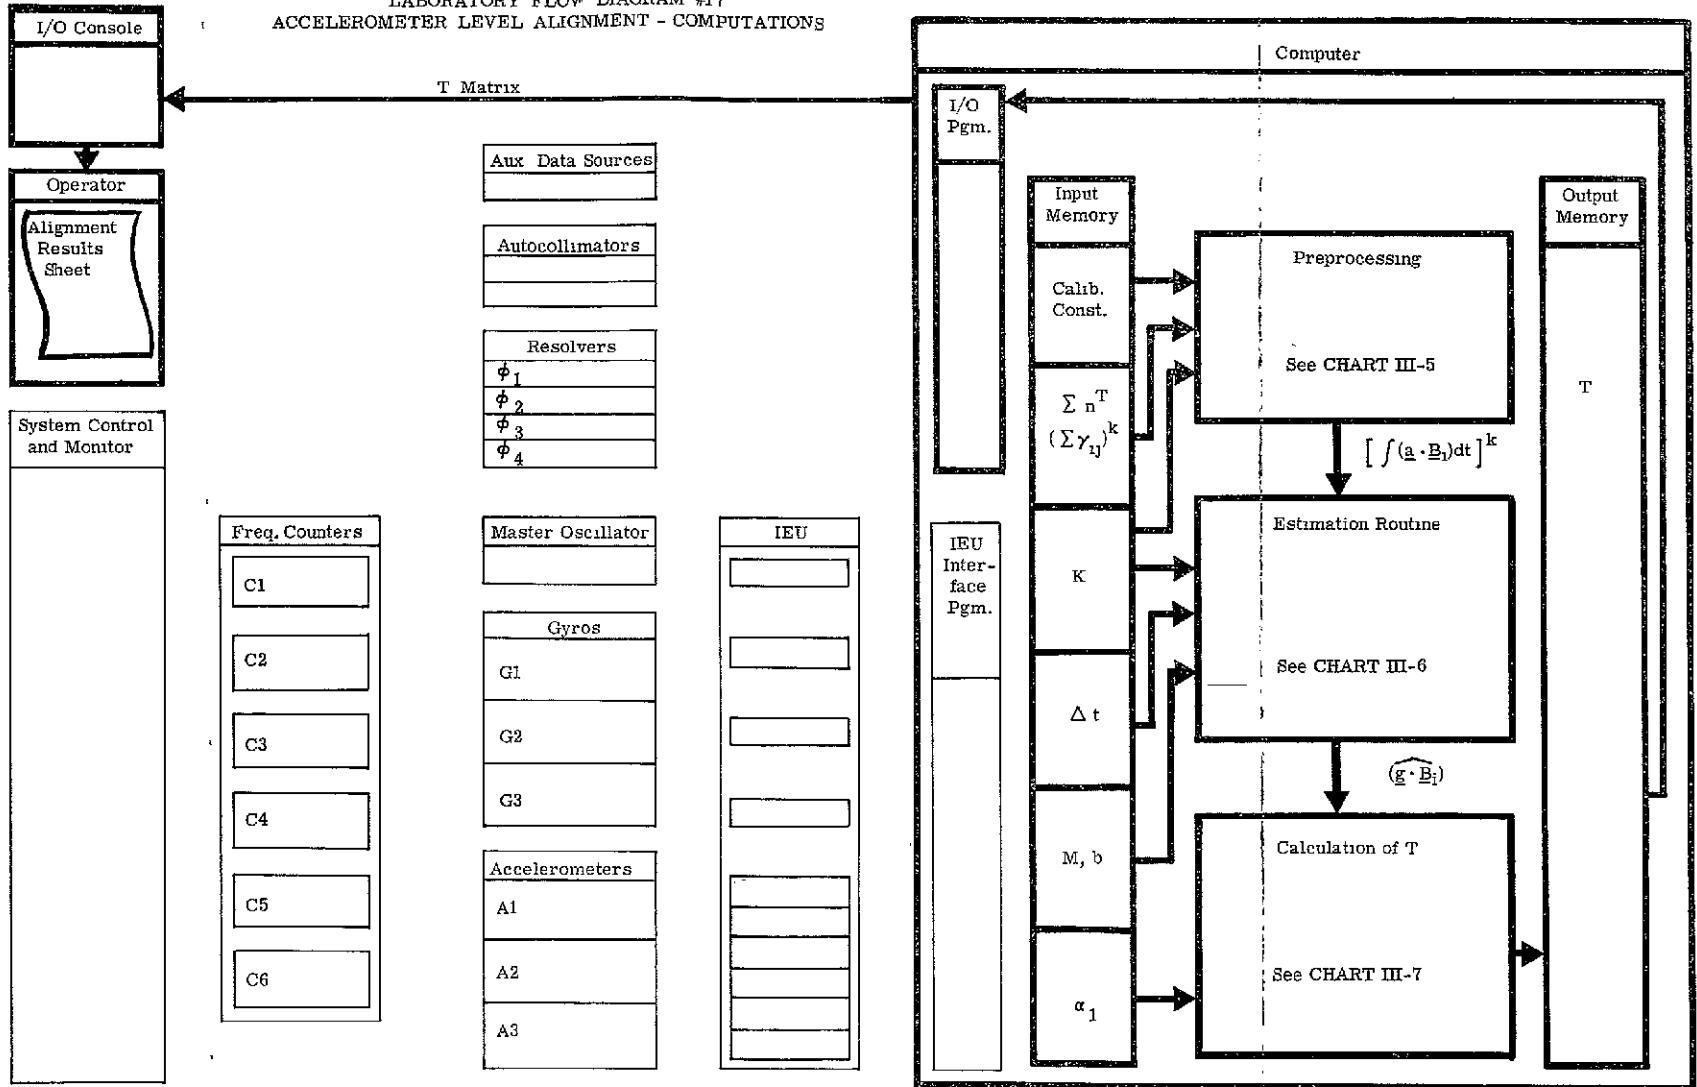 LABORATORY FLOW DIAGRAM #17
ACCELEROMETER LEVEL ALIGNMENT - COMPUTATIONS
I/O Console
T Matrix
Operator
Alignment
Results
Sheet
System Control
and Monitor
Aux Data Sources
Autocollimators
Resolvers
ϕ1
ϕ2
ϕ3
ϕ4
Freq. Counters
C1
C2
C3
C4
C5
C6
Master Oscillator
Gyros
G1
G2
G3
Accelerometers
A1
A2
A3
IEU
Computer
I/O
Pgm.
IEU
Inter-
face
Pgm.
Input
Memory
Calib.
Const.
Σ n^T
(Σγ_ij)^k
K
Δ t
M, b
α1
Preprocessing
See CHART III-5
[∫(a · B_i)dt]^k
Estimation Routine
See CHART III-6
(g · B_i)
Calculation of T
See CHART III-7
Output
Memory
T